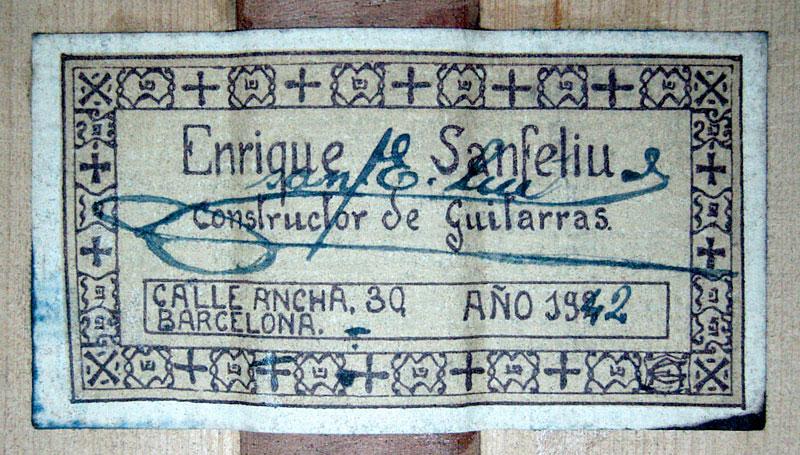 Enrique Sanfeliu
Constructor de Guitarras.
CALLE ANCHA. 30 AÑO 1942
BARCELONA.